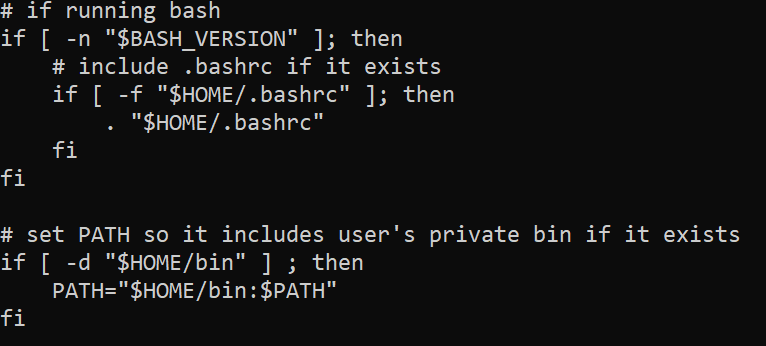 # if running bash
if [ -n "$BASH_VERSION" ]; then
    # include .bashrc if it exists
    if [ -f "$HOME/.bashrc" ]; then
        . "$HOME/.bashrc"
    fi
fi

# set PATH so it includes user's private bin if it exists
if [ -d "$HOME/bin" ] ; then
    PATH="$HOME/bin:$PATH"
fi